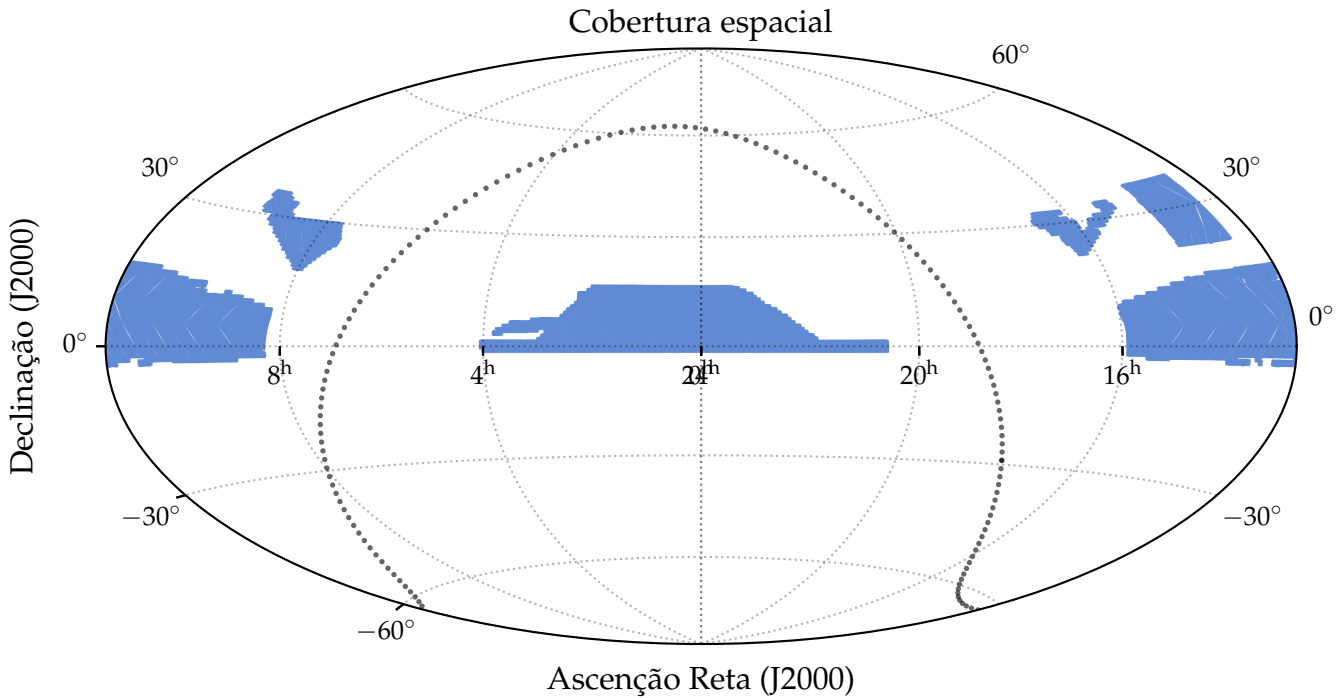 Cobertura espacial
60°
30°
30°
Declinação (J2000)
0°
0°
8ʰ
4ʰ
20ʰ
16ʰ
−30°
−30°
−60°
Ascenção Reta (J2000)